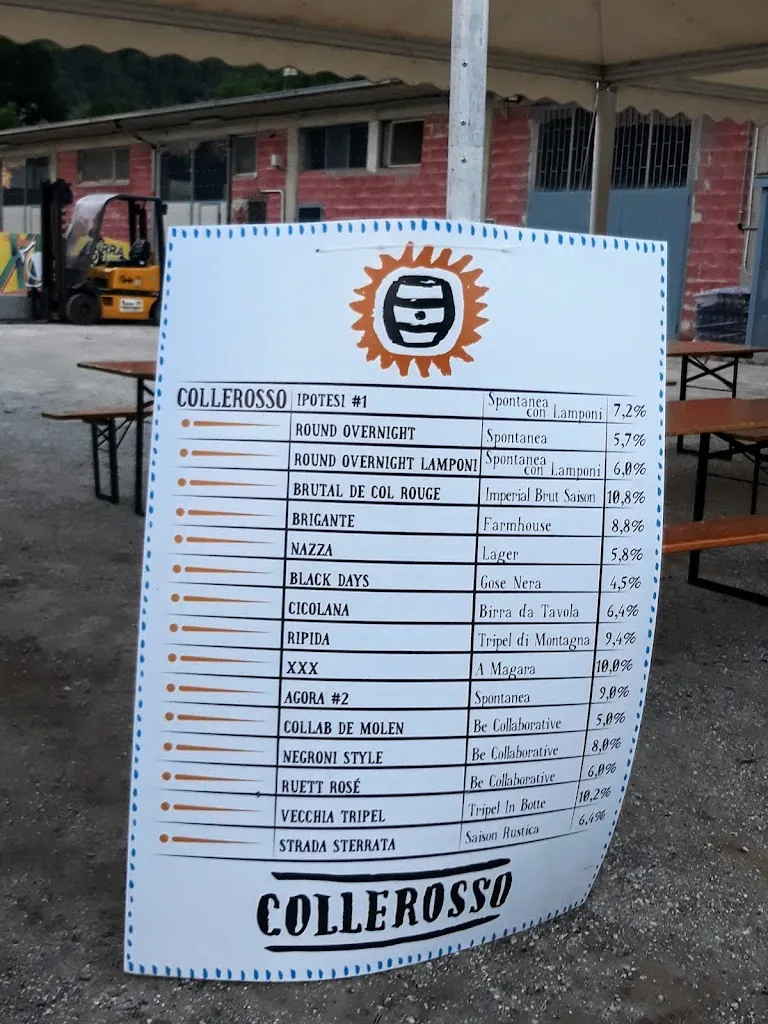 COLLEROSSO IPOTESI #1 Spontanea con Lamponi 7,2%
ROUND OVERNIGHT Spontanea 5,7%
ROUND OVERNIGHT LAMPONI Spontanea con Lamponi 6,0%
BRUTAL DE COL ROUGE Imperial Brut Saison 10,8%
BRIGANTE Farmhouse 8,8%
NAZZA Lager 5,8%
BLACK DAYS Gose Nera 4,5%
CICOLANA Birra da Tavola 6,4%
RIPIDA Tripel di Montagna 9,4%
XXX A Magara 10,0%
AGORA #2 Spontanea 9,0%
COLLAB DE MOLEN Be Collaborative 5,0%
NEGRONI STYLE Be Collaborative 8,0%
RUETT ROSÉ Be Collaborative 6,0%
VECCHIA TRIPEL Tripel In Botte 10,2%
STRADA STERRATA Saison Rustica 6,4%
COLLEROSSO